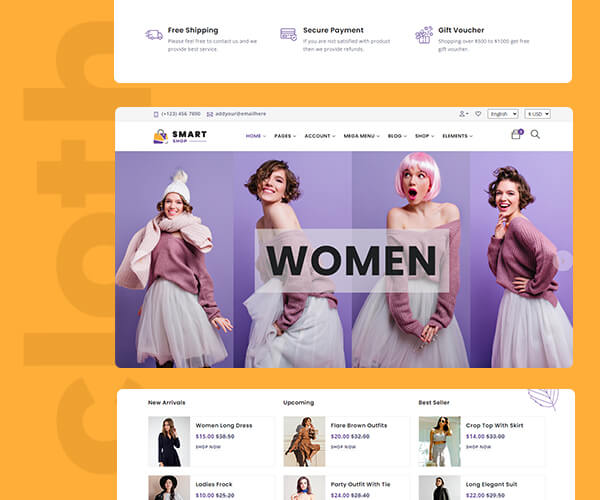 cloth
Free Shipping
Please feel free to contact us and we
provide best service.
Secure Payment
If you are not satisfied with product
then we provide refunds.
Gift Voucher
Shopping over $500 to $1000 get free
gift voucher.
(+123) 456 7890
addyour@emailhere
English
$ USD
SMART
SHOP
HOME
PAGES
ACCOUNT
MEGA MENU
BLOG
SHOP
ELEMENTS
0
WOMEN
New Arrivals
Upcoming
Best Seller
Women Long Dress
$15.00 $38.50
SHOP NOW
Flare Brown Outfits
$20.00 $32.00
SHOP NOW
Crop Top With Skirt
$14.00 $33.00
SHOP NOW
Ladies Frock
$10.00 $25.20
Party Outfit With Tie
$24.00 $28.40
Long Elegant Suit
$22.00 $27.50